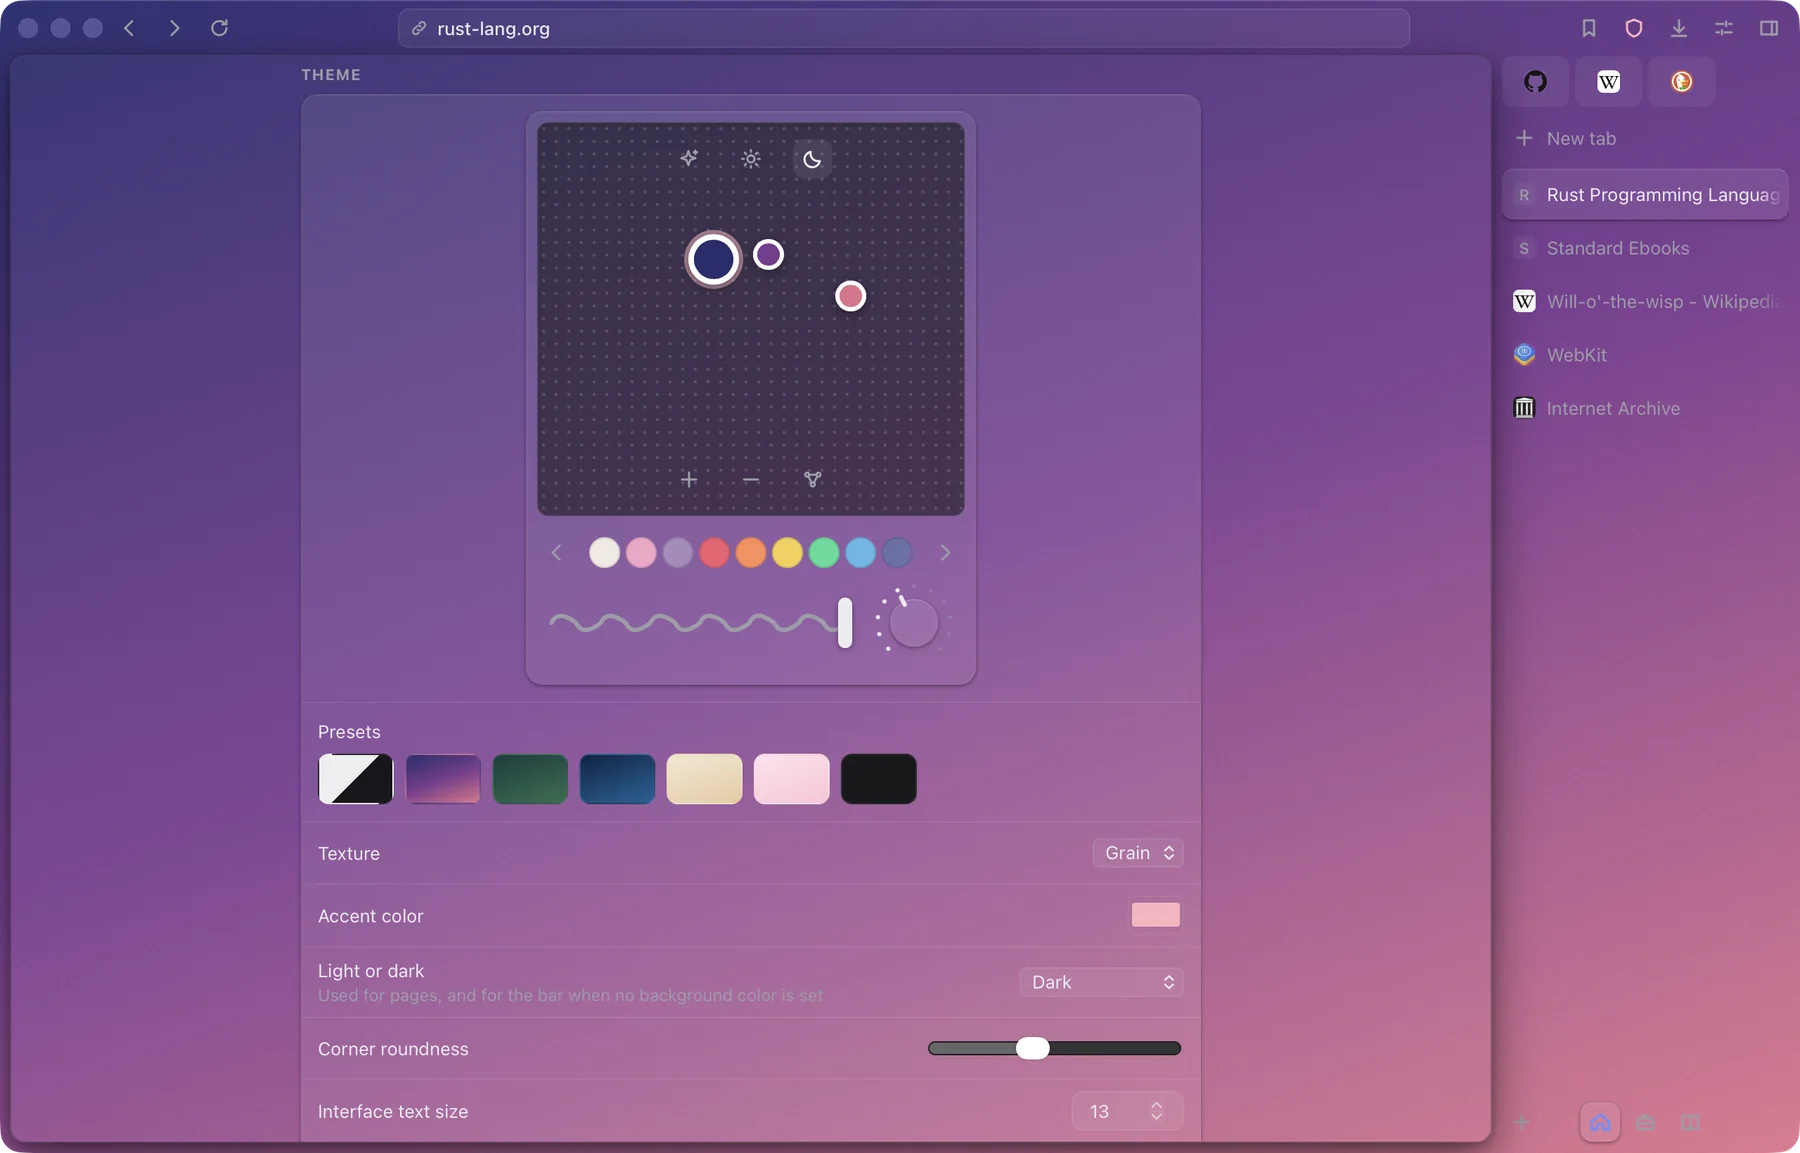 rust-lang.org
THEME
W
New tab
R Rust Programming Languag
S Standard Ebooks
W Will-o'-the-wisp - Wikipedia
WebKit
Internet Archive
Presets
Texture
Grain
Accent color
Light or dark
Used for pages, and for the bar when no background color is set
Dark
Corner roundness
Interface text size
13